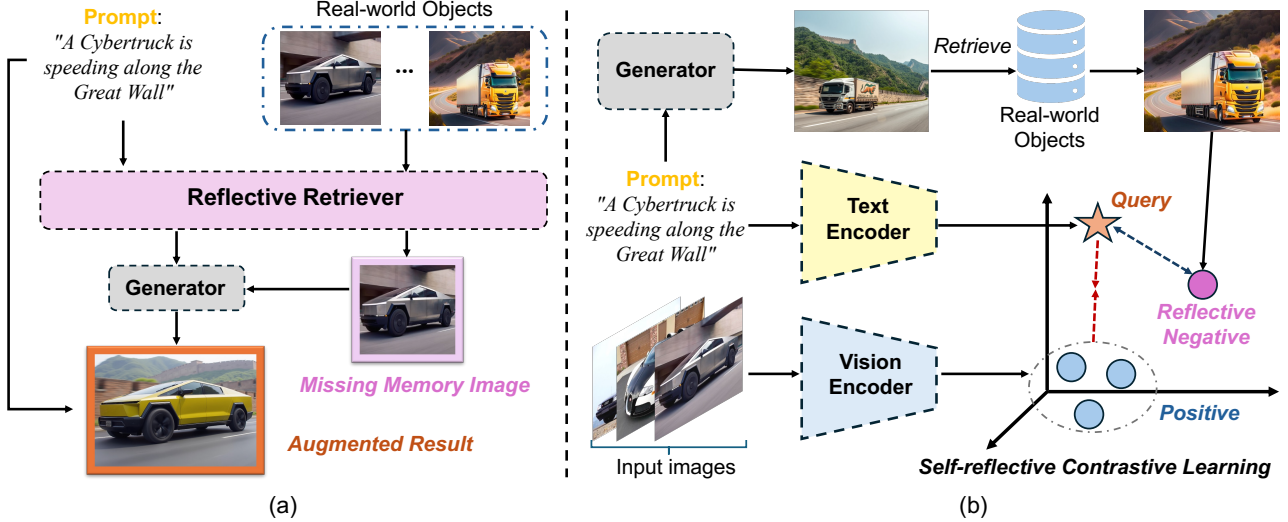 Prompt:
"A Cybertruck is
speeding along the
Great Wall"
Real-world Objects
...
Reflective Retriever
Generator
Missing Memory Image
Augmented Result
(a)
Generator
Retrieve
Real-world
Objects
Prompt:
"A Cybertruck is
speeding along the
Great Wall"
Text
Encoder
Query
Reflective
Negative
Vision
Encoder
Positive
Input images
Self-reflective Contrastive Learning
(b)